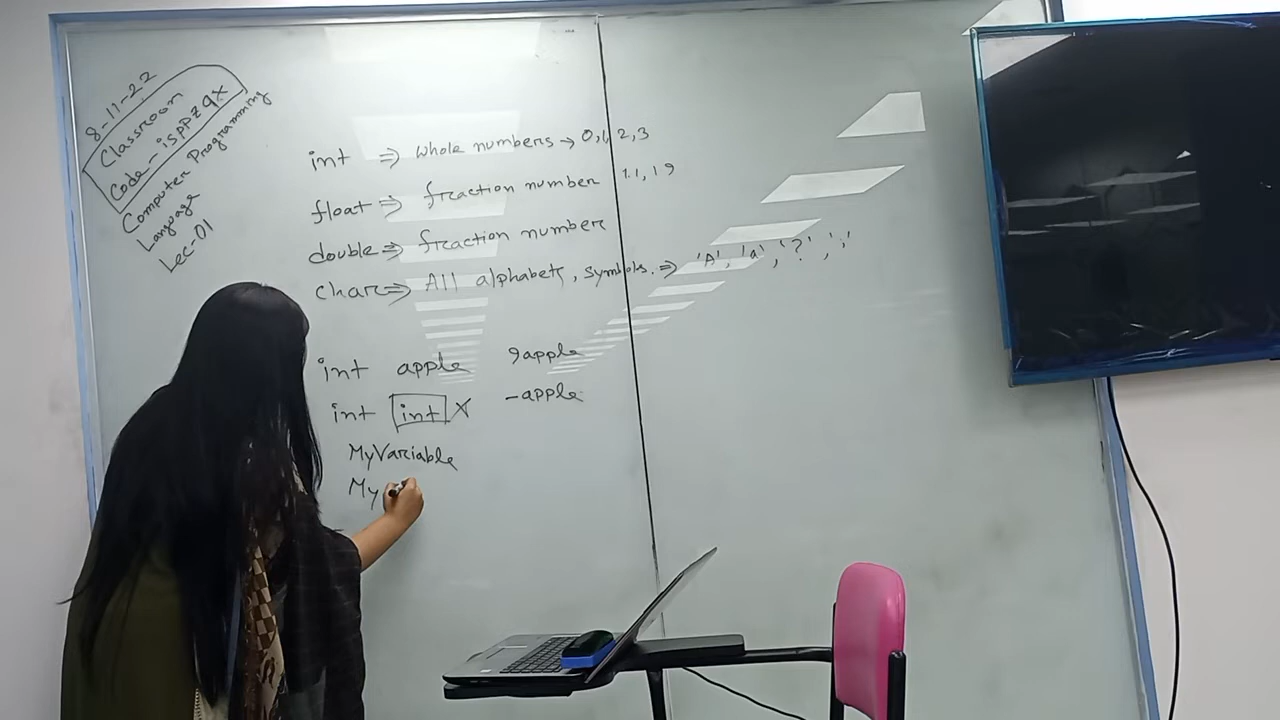 8-11-22
Classroom
Code - isppzqx
Computer Programming
Language
Lec-01
int ⇒ whole numbers → 0,1,2,3
float ⇒ fraction number 1.1, 1.9
double ⇒ fraction number
char ⇒ All alphabets, symbols. ⇒ 'A', 'a', '?', ';'
int apple 9apple
int int X -apple
MyVariable
My